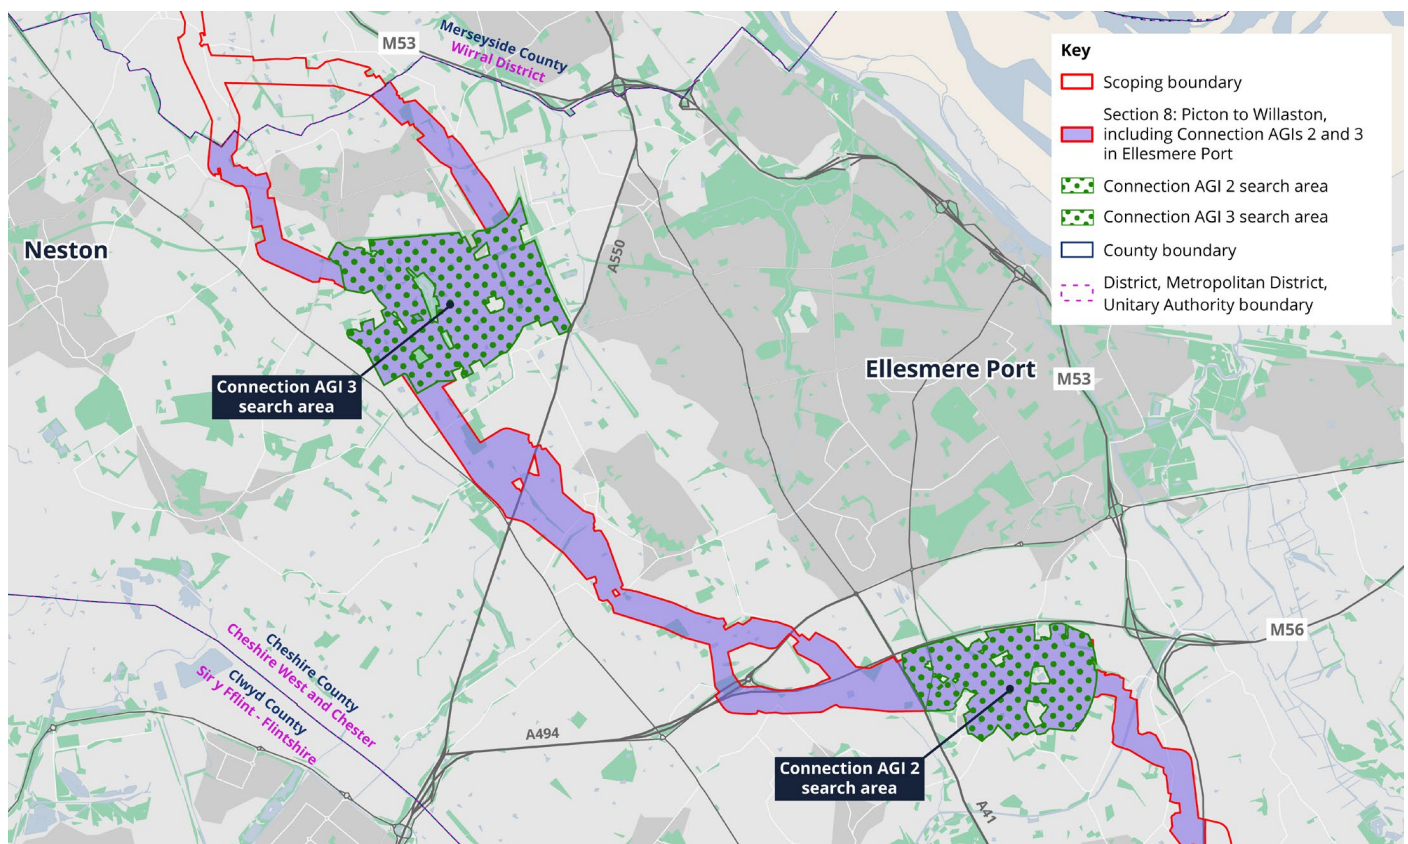 M53
Merseyside County
Wirral District
Key
Scoping boundary
Section 8: Picton to Willaston,
including Connection AGIs 2 and 3
in Ellesmere Port
Connection AGI 2 search area
Connection AGI 3 search area
County boundary
District, Metropolitan District,
Unitary Authority boundary
Neston
A550
Ellesmere Port
M53
Connection AGI 3
search area
M56
Cheshire County
Cheshire West and Chester
Clwyd County
Sir y Fflint - Flintshire
A494
Connection AGI 2
search area
A41